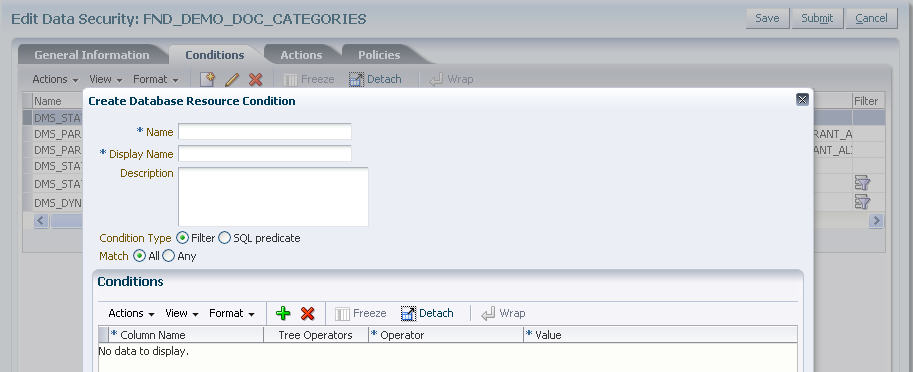 Edit Data Security: FND_DEMO_DOC_CATEGORIES
Save Submit Cancel
General Information Conditions Actions Policies
Actions View Format Freeze Detach Wrap
Name Filter
DMS_STA
DMS_PAR RANT_A
DMS_PAR RANT_AL
DMS_STA
DMS_STA
DMS_DYN
Create Database Resource Condition
* Name
* Display Name
Description
Condition Type Filter SQL predicate
Match All Any
Conditions
Actions View Format Freeze Detach Wrap
* Column Name Tree Operators * Operator * Value
No data to display.